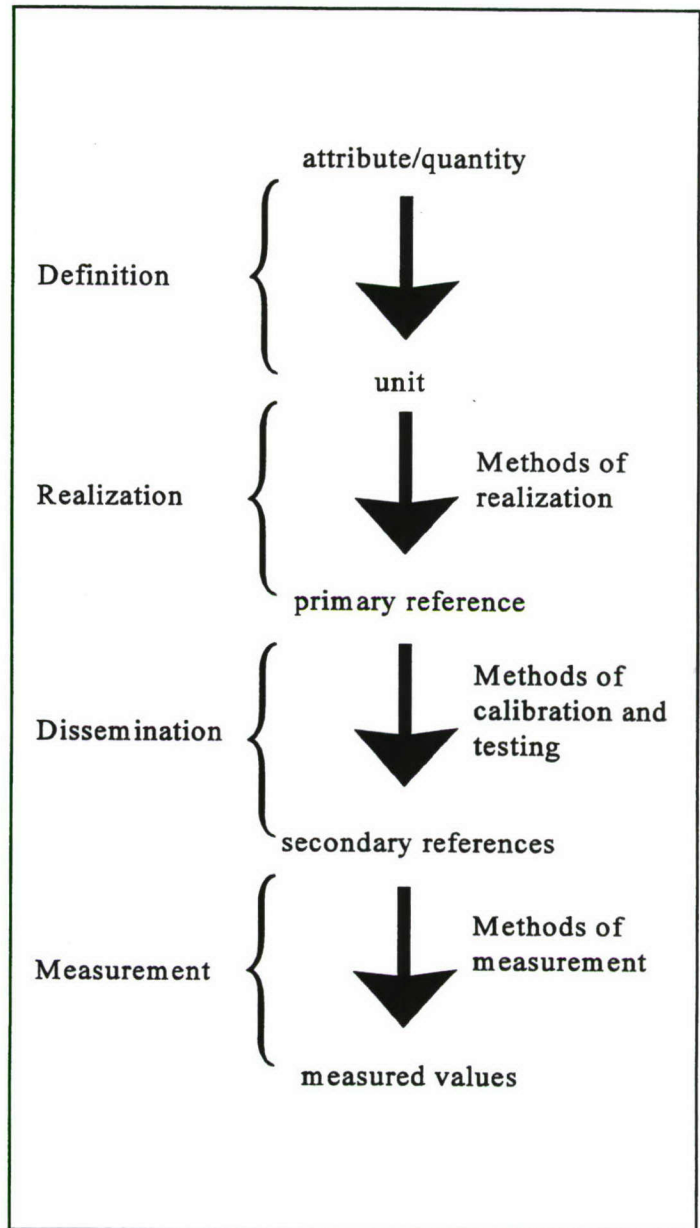 attribute/quantity
Definition
unit
Realization
Methods of
realization
primary reference
Dissemination
Methods of
calibration and
testing
secondary references
Measurement
Methods of
measurement
measured values